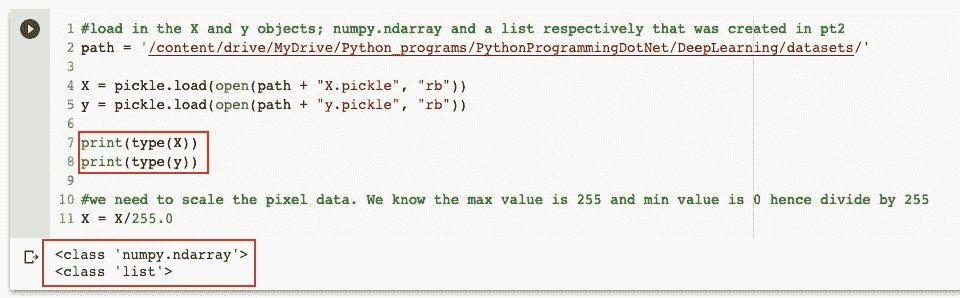 1 #load in the X and y objects; numpy.ndarray and a list respectively that was created in pt2
2 path = '/content/drive/MyDrive/Python_programs/PythonProgrammingDotNet/DeepLearning/datasets/'
3
4 X = pickle.load(open(path + "X.pickle", "rb"))
5 y = pickle.load(open(path + "y.pickle", "rb"))
6
7 print(type(X))
8 print(type(y))
9
10 #we need to scale the pixel data. We know the max value is 255 and min value is 0 hence divide by 255
11 X = X/255.0
<class 'numpy.ndarray'>
<class 'list'>